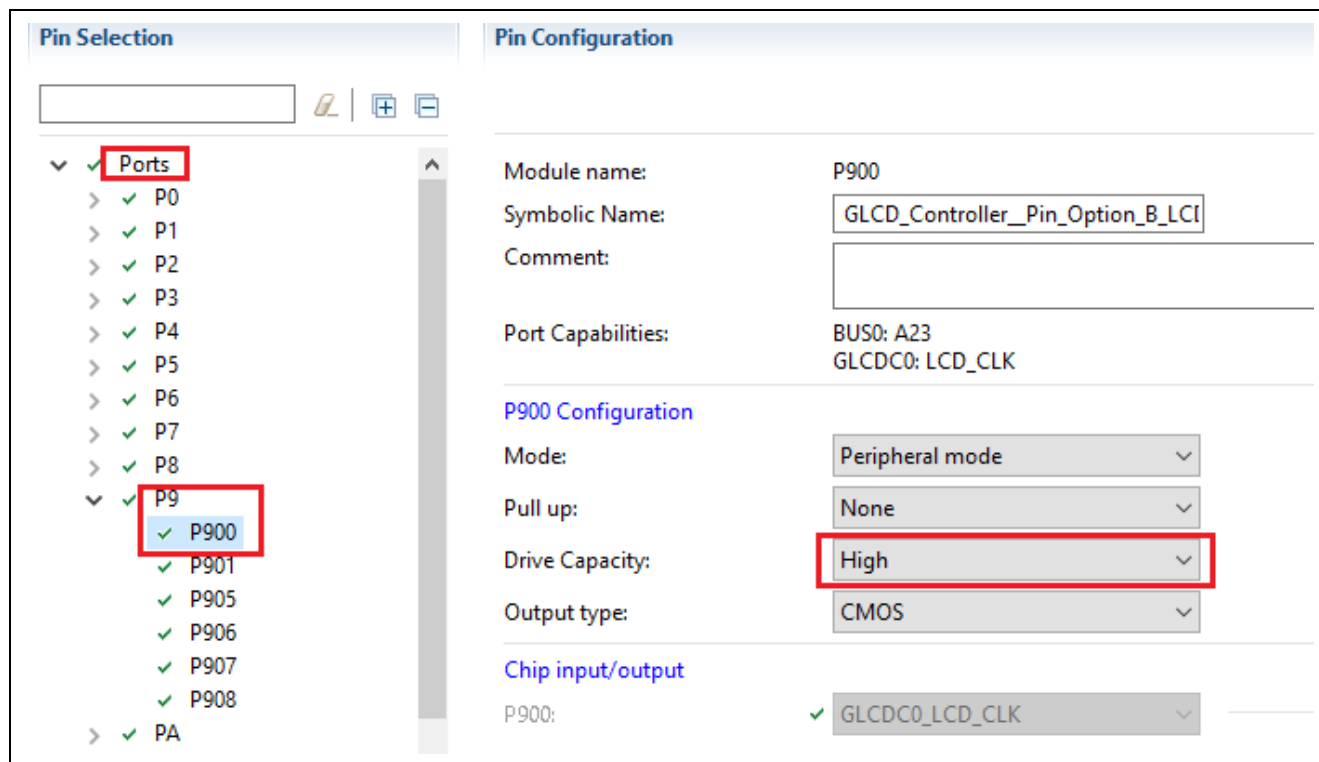 Pin Selection
Ports
P0
P1
P2
P3
P4
P5
P6
P7
P8
P9
P900
P901
P905
P906
P907
P908
PA
Pin Configuration
Module name: P900
Symbolic Name: GLCD_Controller__Pin_Option_B_LCI
Comment:
Port Capabilities: BUS0: A23
GLCDC0: LCD_CLK
P900 Configuration
Mode: Peripheral mode
Pull up: None
Drive Capacity: High
Output type: CMOS
Chip input/output
P900: GLCDC0_LCD_CLK